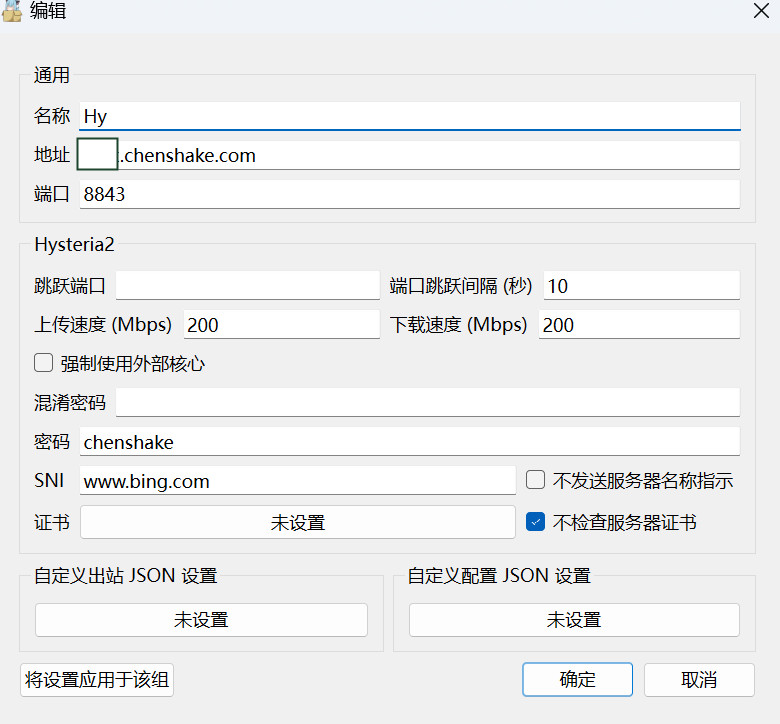 编辑
通用
名称 Hy
地址 .chenshake.com
端口 8843
Hysteria2
跳跃端口 端口跳跃间隔 (秒) 10
上传速度 (Mbps) 200 下载速度 (Mbps) 200
强制使用外部核心
混淆密码
密码 chenshake
SNI www.bing.com 不发送服务器名称指示
证书 未设置 不检查服务器证书
自定义出站 JSON 设置 自定义配置 JSON 设置
未设置 未设置
将设置应用于该组 确定 取消